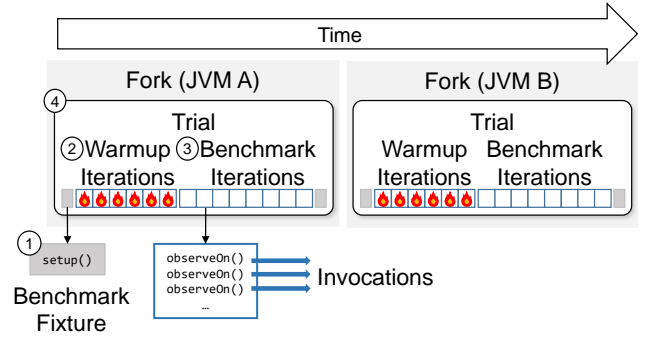 Time
Fork (JVM A)
Fork (JVM B)
4
Trial
Trial
2 Warmup 3 Benchmark
Iterations Iterations
Warmup Benchmark
Iterations Iterations
1
setup()
Benchmark
Fixture
observeOn()
observeOn()
observeOn()
…
Invocations